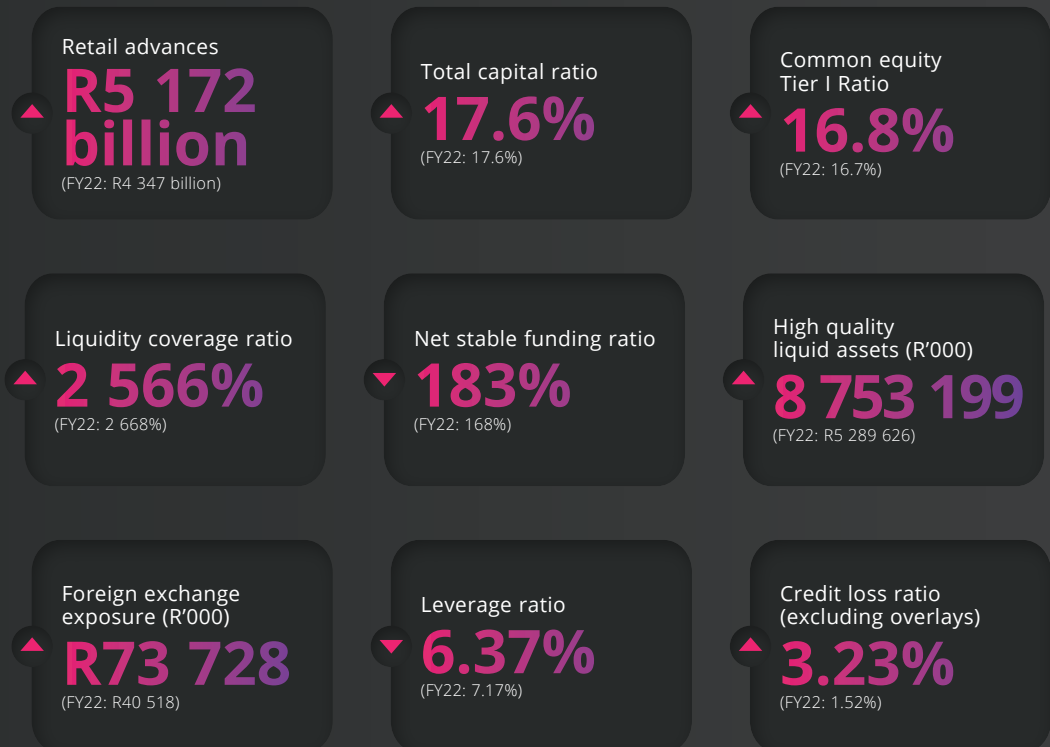 Retail advances
R5 172
billion
(FY22: R4 347 billion)
Total capital ratio
17.6%
(FY22: 17.6%)
Common equity
Tier I Ratio
16.8%
(FY22: 16.7%)
Liquidity coverage ratio
2 566%
(FY22: 2 668%)
Net stable funding ratio
183%
(FY22: 168%)
High quality
liquid assets (R’000)
8 753 199
(FY22: R5 289 626)
Foreign exchange
exposure (R’000)
R73 728
(FY22: R40 518)
Leverage ratio
6.37%
(FY22: 7.17%)
Credit loss ratio
(excluding overlays)
3.23%
(FY22: 1.52%)